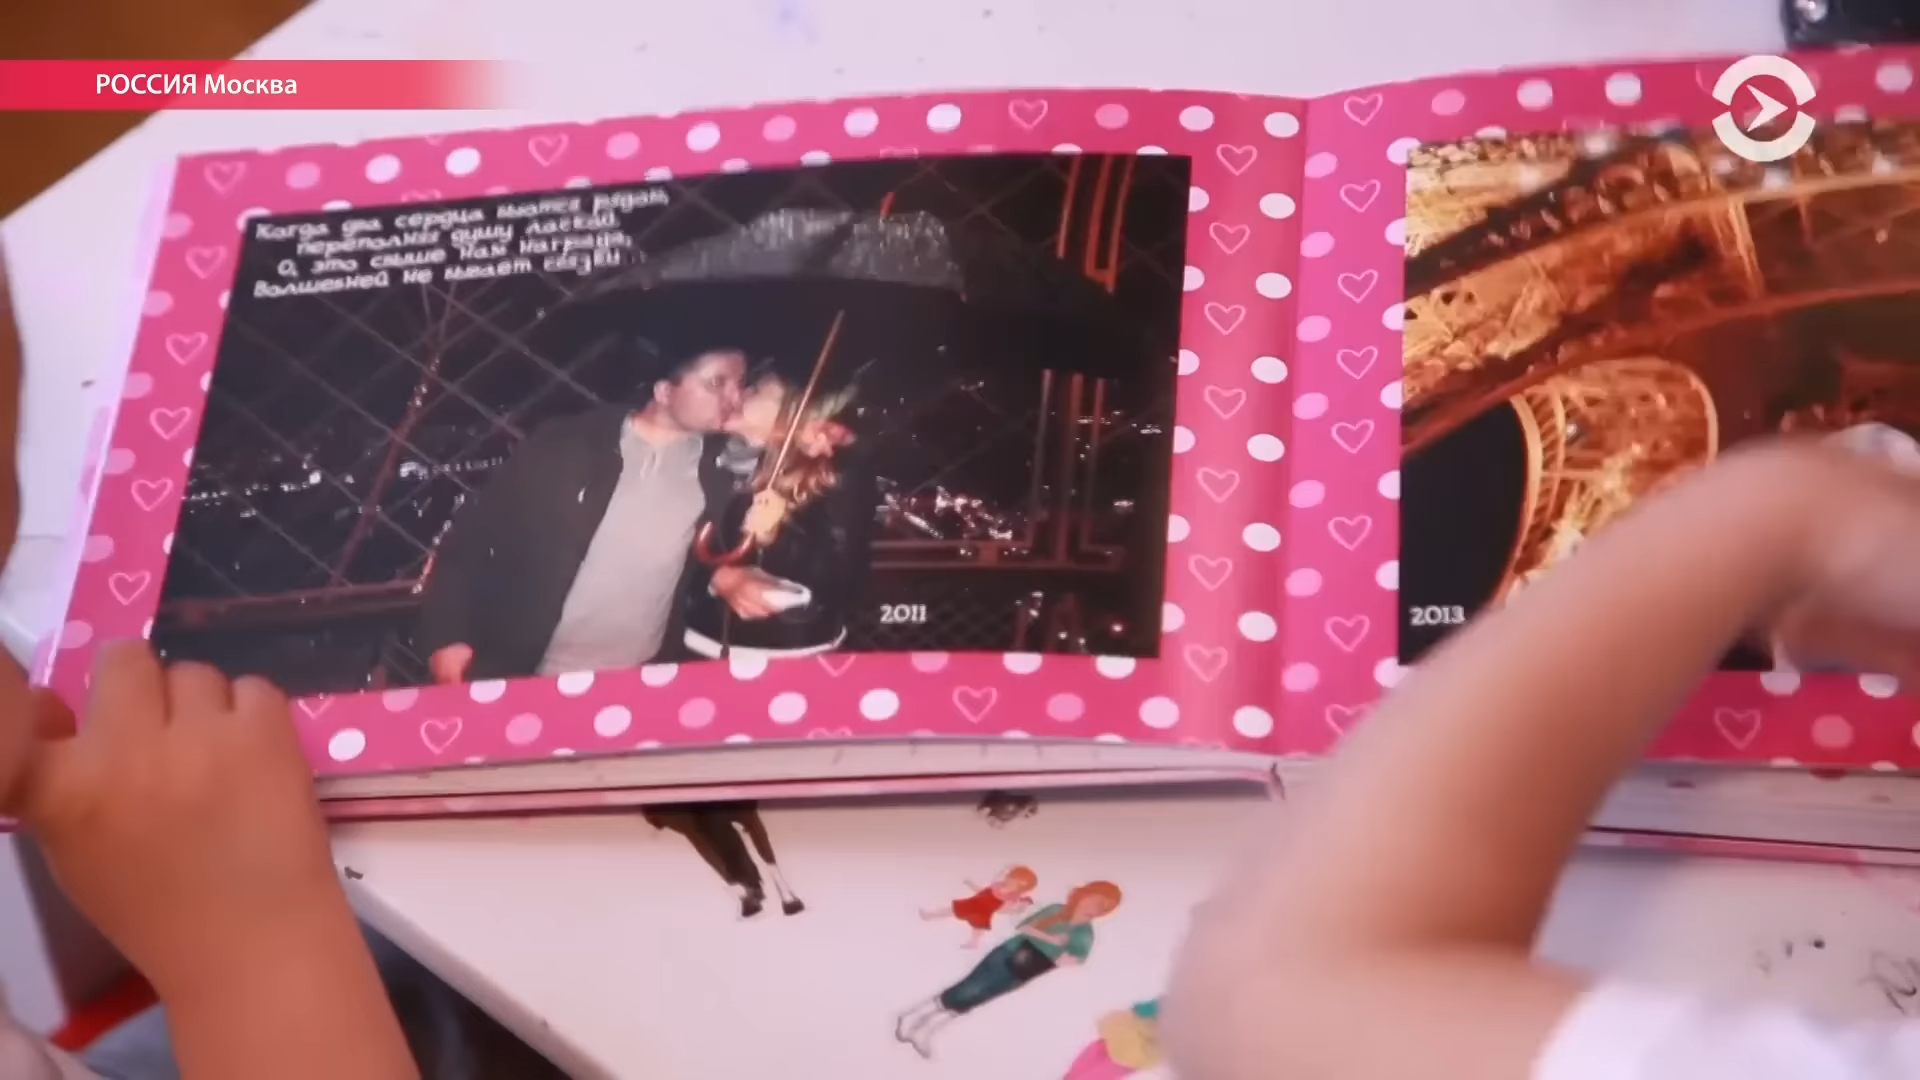 РОССИЯ Москва
Когда два сердца бьются рядом,
переполняя душу лаской,
О, это свыше нам награда,
Волшебней не бывает сказки
2011
2013